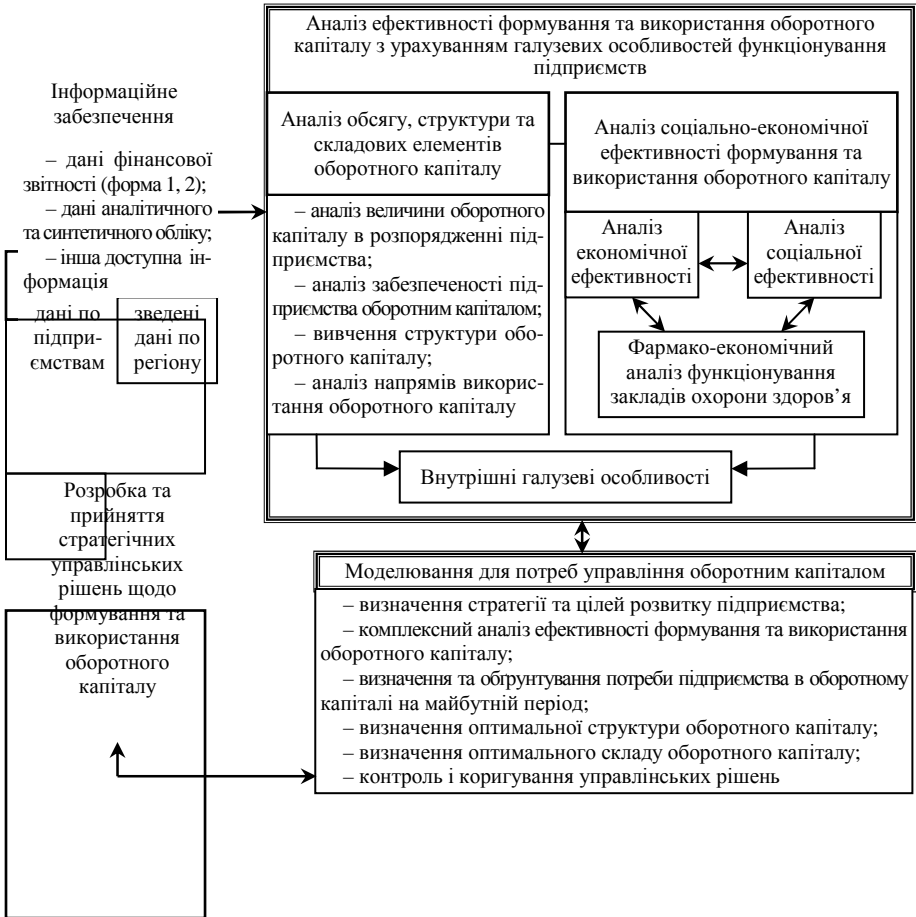 Аналіз ефективності формування та використання оборотного
капіталу з урахуванням галузевих особливостей функціонування
підприємств
Інформаційне
забезпечення
– дані фінансової
звітності (форма 1, 2);
– дані аналітичного
та синтетичного обліку;
– інша доступна ін-
формація
дані по
підпри-
ємствам
зведені
дані по
регіону
Аналіз обсягу, структури та
складових елементів
оборотного капіталу
– аналіз величини оборотного
капіталу в розпорядженні під-
приємства;
– аналіз забезпеченості під-
приємства оборотним капіталом;
– вивчення структури обо-
ротного капіталу;
– аналіз напрямів викорис-
тання оборотного капіталу
Аналіз соціально-економічної
ефективності формування та
використання оборотного капіталу
Аналіз
економічної
ефективності
Аналіз
соціальної
ефективності
Фармако-економічний
аналіз функціонування
закладів охорони здоров’я
Внутрішні галузеві особливості
Розробка та
прийняття
стратегічних
управлінських
рішень щодо
формування та
використання
оборотного
капіталу
Моделювання для потреб управління оборотним капіталом
– визначення стратегії та цілей розвитку підприємства;
– комплексний аналіз ефективності формування та використання
оборотного капіталу;
– визначення та обґрунтування потреби підприємства в оборотному
капіталі на майбутній період;
– визначення оптимальної структури оборотного капіталу;
– визначення оптимального складу оборотного капіталу;
– контроль і коригування управлінських рішень